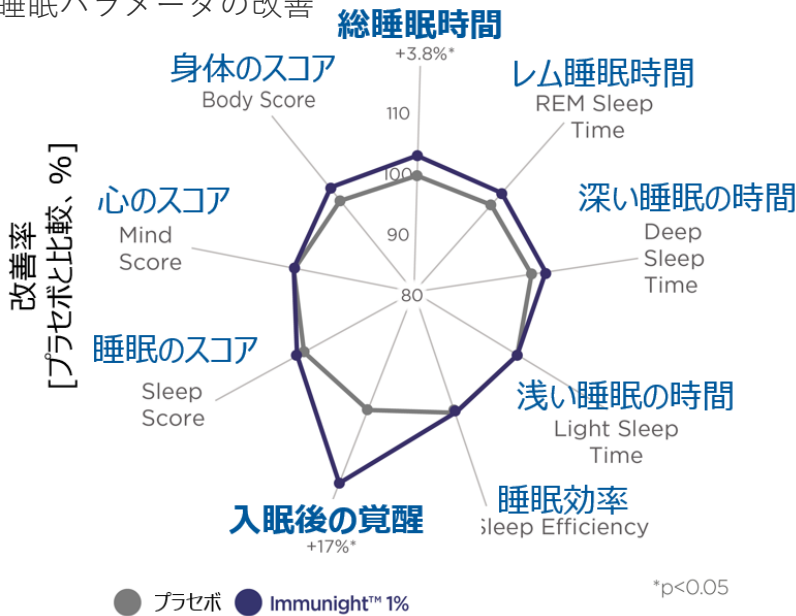 睡眠パラメータの改善
総睡眠時間
+3.8%*
身体のスコア
Body Score
レム睡眠時間
REM Sleep
Time
110
100
90
80
心のスコア
Mind
Score
深い睡眠の時間
Deep
Sleep
Time
改善率
[プラセボと比較、%]
睡眠のスコア
Sleep
Score
浅い睡眠の時間
Light Sleep
Time
睡眠効率
Sleep Efficiency
入眠後の覚醒
+17%*
*p<0.05
プラセボ
Immunight™ 1%